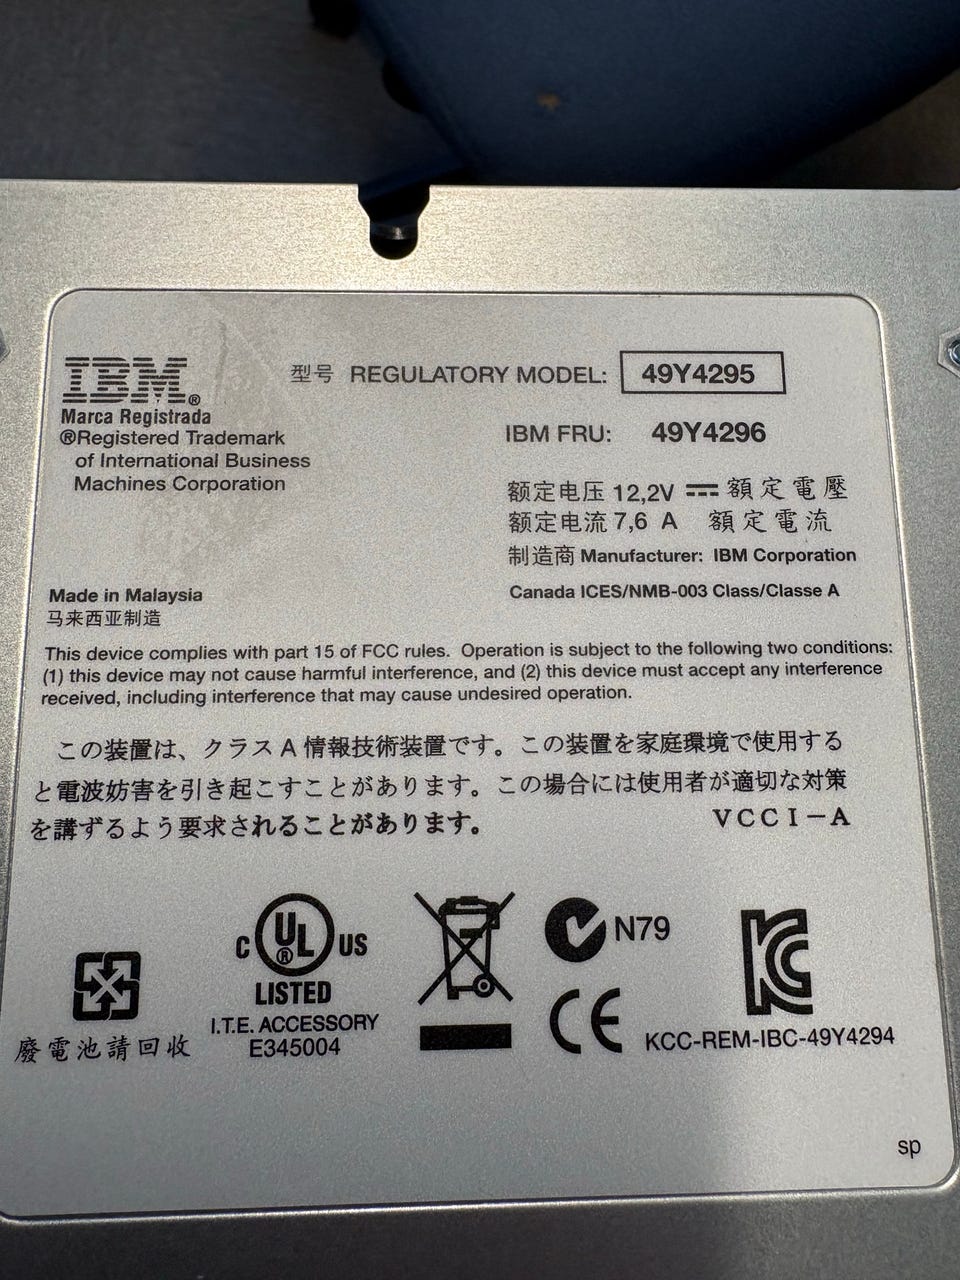 IBM®
Marca Registrada
®Registered Trademark
of International Business
Machines Corporation
型号 REGULATORY MODEL: 49Y4295
IBM FRU: 49Y4296
额定电压 12,2V ⎓ 額定電壓
额定电流 7,6 A 額定電流
制造商 Manufacturer: IBM Corporation
Canada ICES/NMB-003 Class/Classe A
Made in Malaysia
马来西亚制造
This device complies with part 15 of FCC rules. Operation is subject to the following two conditions:
(1) this device may not cause harmful interference, and (2) this device must accept any interference
received, including interference that may cause undesired operation.
この装置は、クラス A 情報技術装置です。この装置を家庭環境で使用する
と電波妨害を引き起こすことがあります。この場合には使用者が適切な対策
を講ずるよう要求されることがあります。 VCCI-A
廢電池請回收
C UL® US
LISTED
I.T.E. ACCESSORY
E345004
N79
CE
KC
KCC-REM-IBC-49Y4294
sp